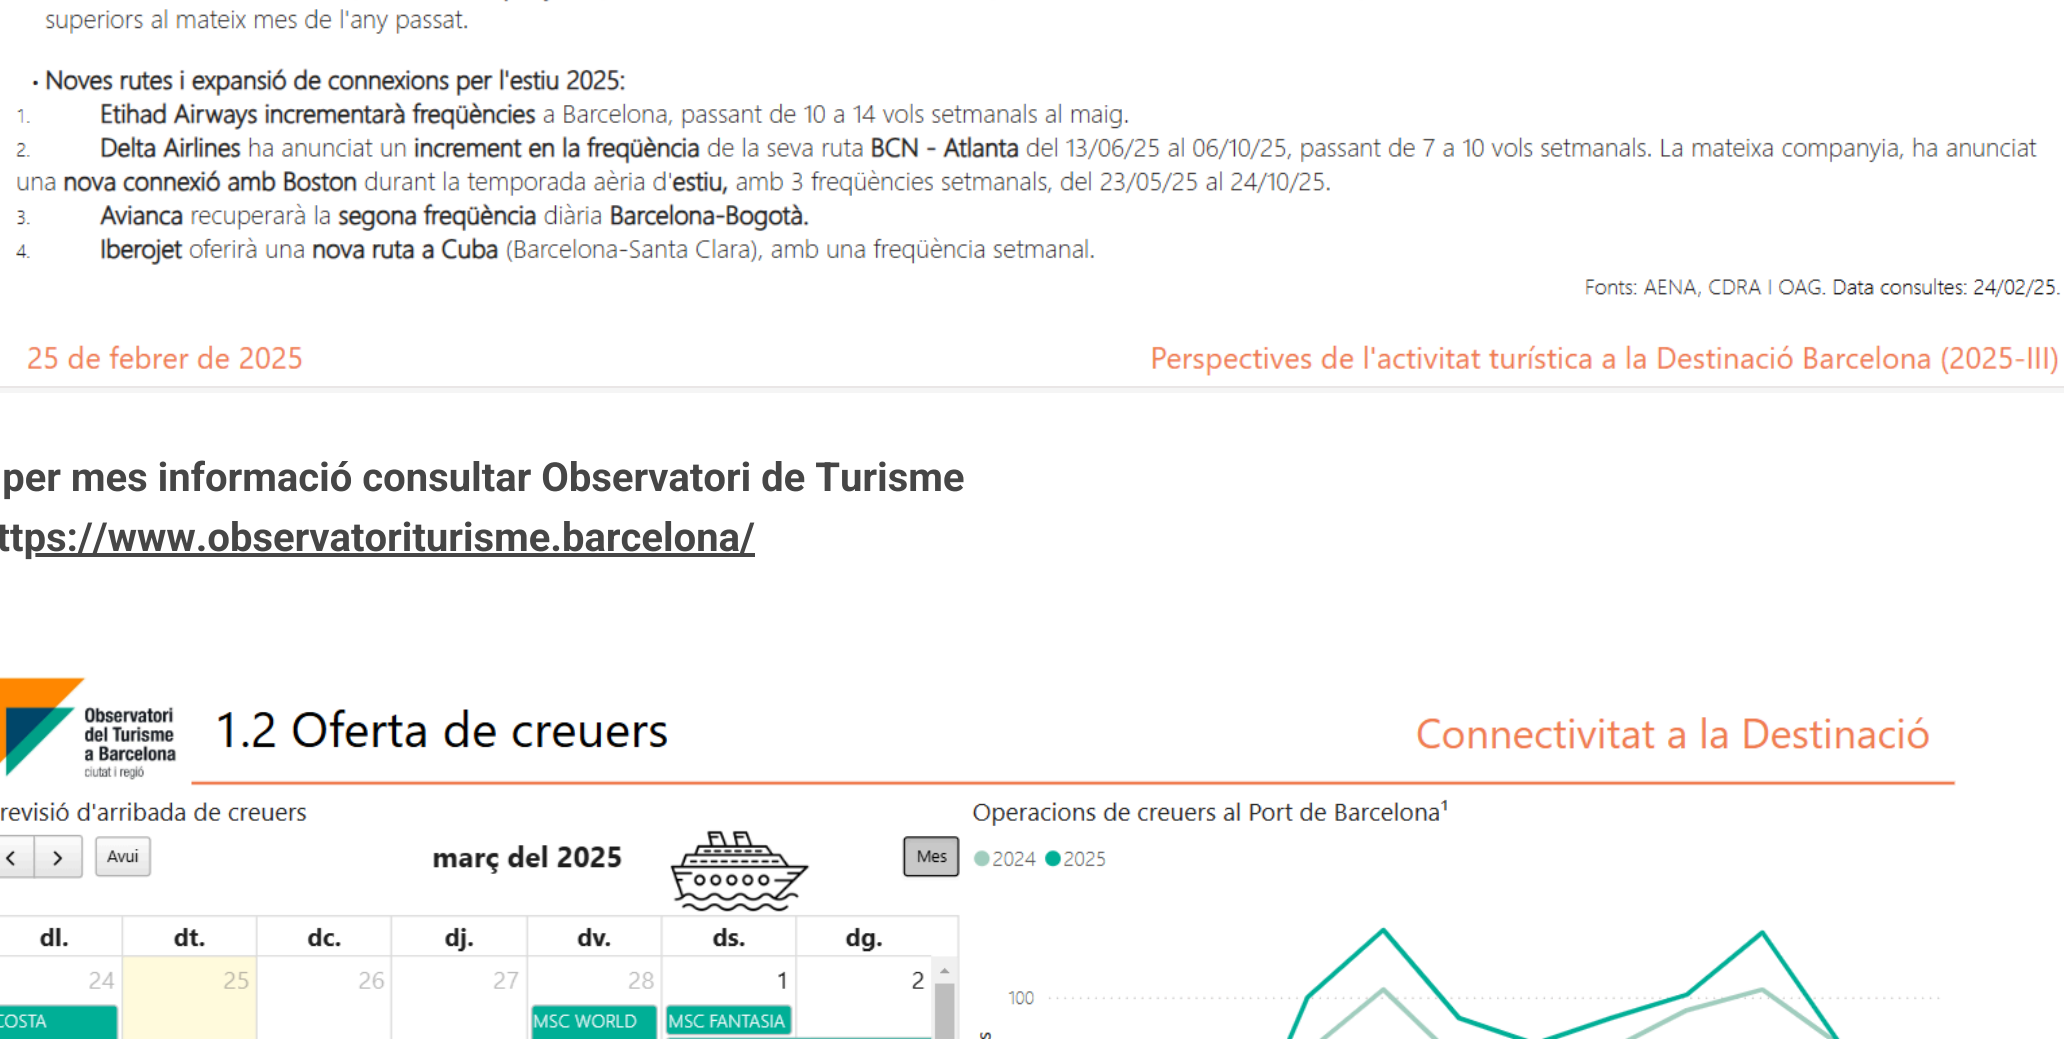 superiors al mateix mes de l'any passat.
· Noves rutes i expansió de connexions per l'estiu 2025:
1. Etihad Airways incrementarà freqüències a Barcelona, passant de 10 a 14 vols setmanals al maig.
2. Delta Airlines ha anunciat un increment en la freqüència de la seva ruta BCN - Atlanta del 13/06/25 al 06/10/25, passant de 7 a 10 vols setmanals. La mateixa companyia, ha anunciat
una nova connexió amb Boston durant la temporada aèria d'estiu, amb 3 freqüències setmanals, del 23/05/25 al 24/10/25.
3. Avianca recuperarà la segona freqüència diària Barcelona-Bogotà.
4. Iberojet oferirà una nova ruta a Cuba (Barcelona-Santa Clara), amb una freqüència setmanal.
Fonts: AENA, CDRA I OAG. Data consultes: 24/02/25.
25 de febrer de 2025 Perspectives de l'activitat turística a la Destinació Barcelona (2025-III)
per mes informació consultar Observatori de Turisme
ttps://www.observatoriturisme.barcelona/
Observatori
del Turisme
a Barcelona
ciutat i regió
1.2 Oferta de creuers
Connectivitat a la Destinació
revisió d'arribada de creuers
Operacions de creuers al Port de Barcelona¹
Avui març del 2025 Mes
2024 2025
dl. dt. dc. dj. dv. ds. dg.
24 25 26 27 28 1 2
100
COSTA MSC WORLD MSC FANTASIA